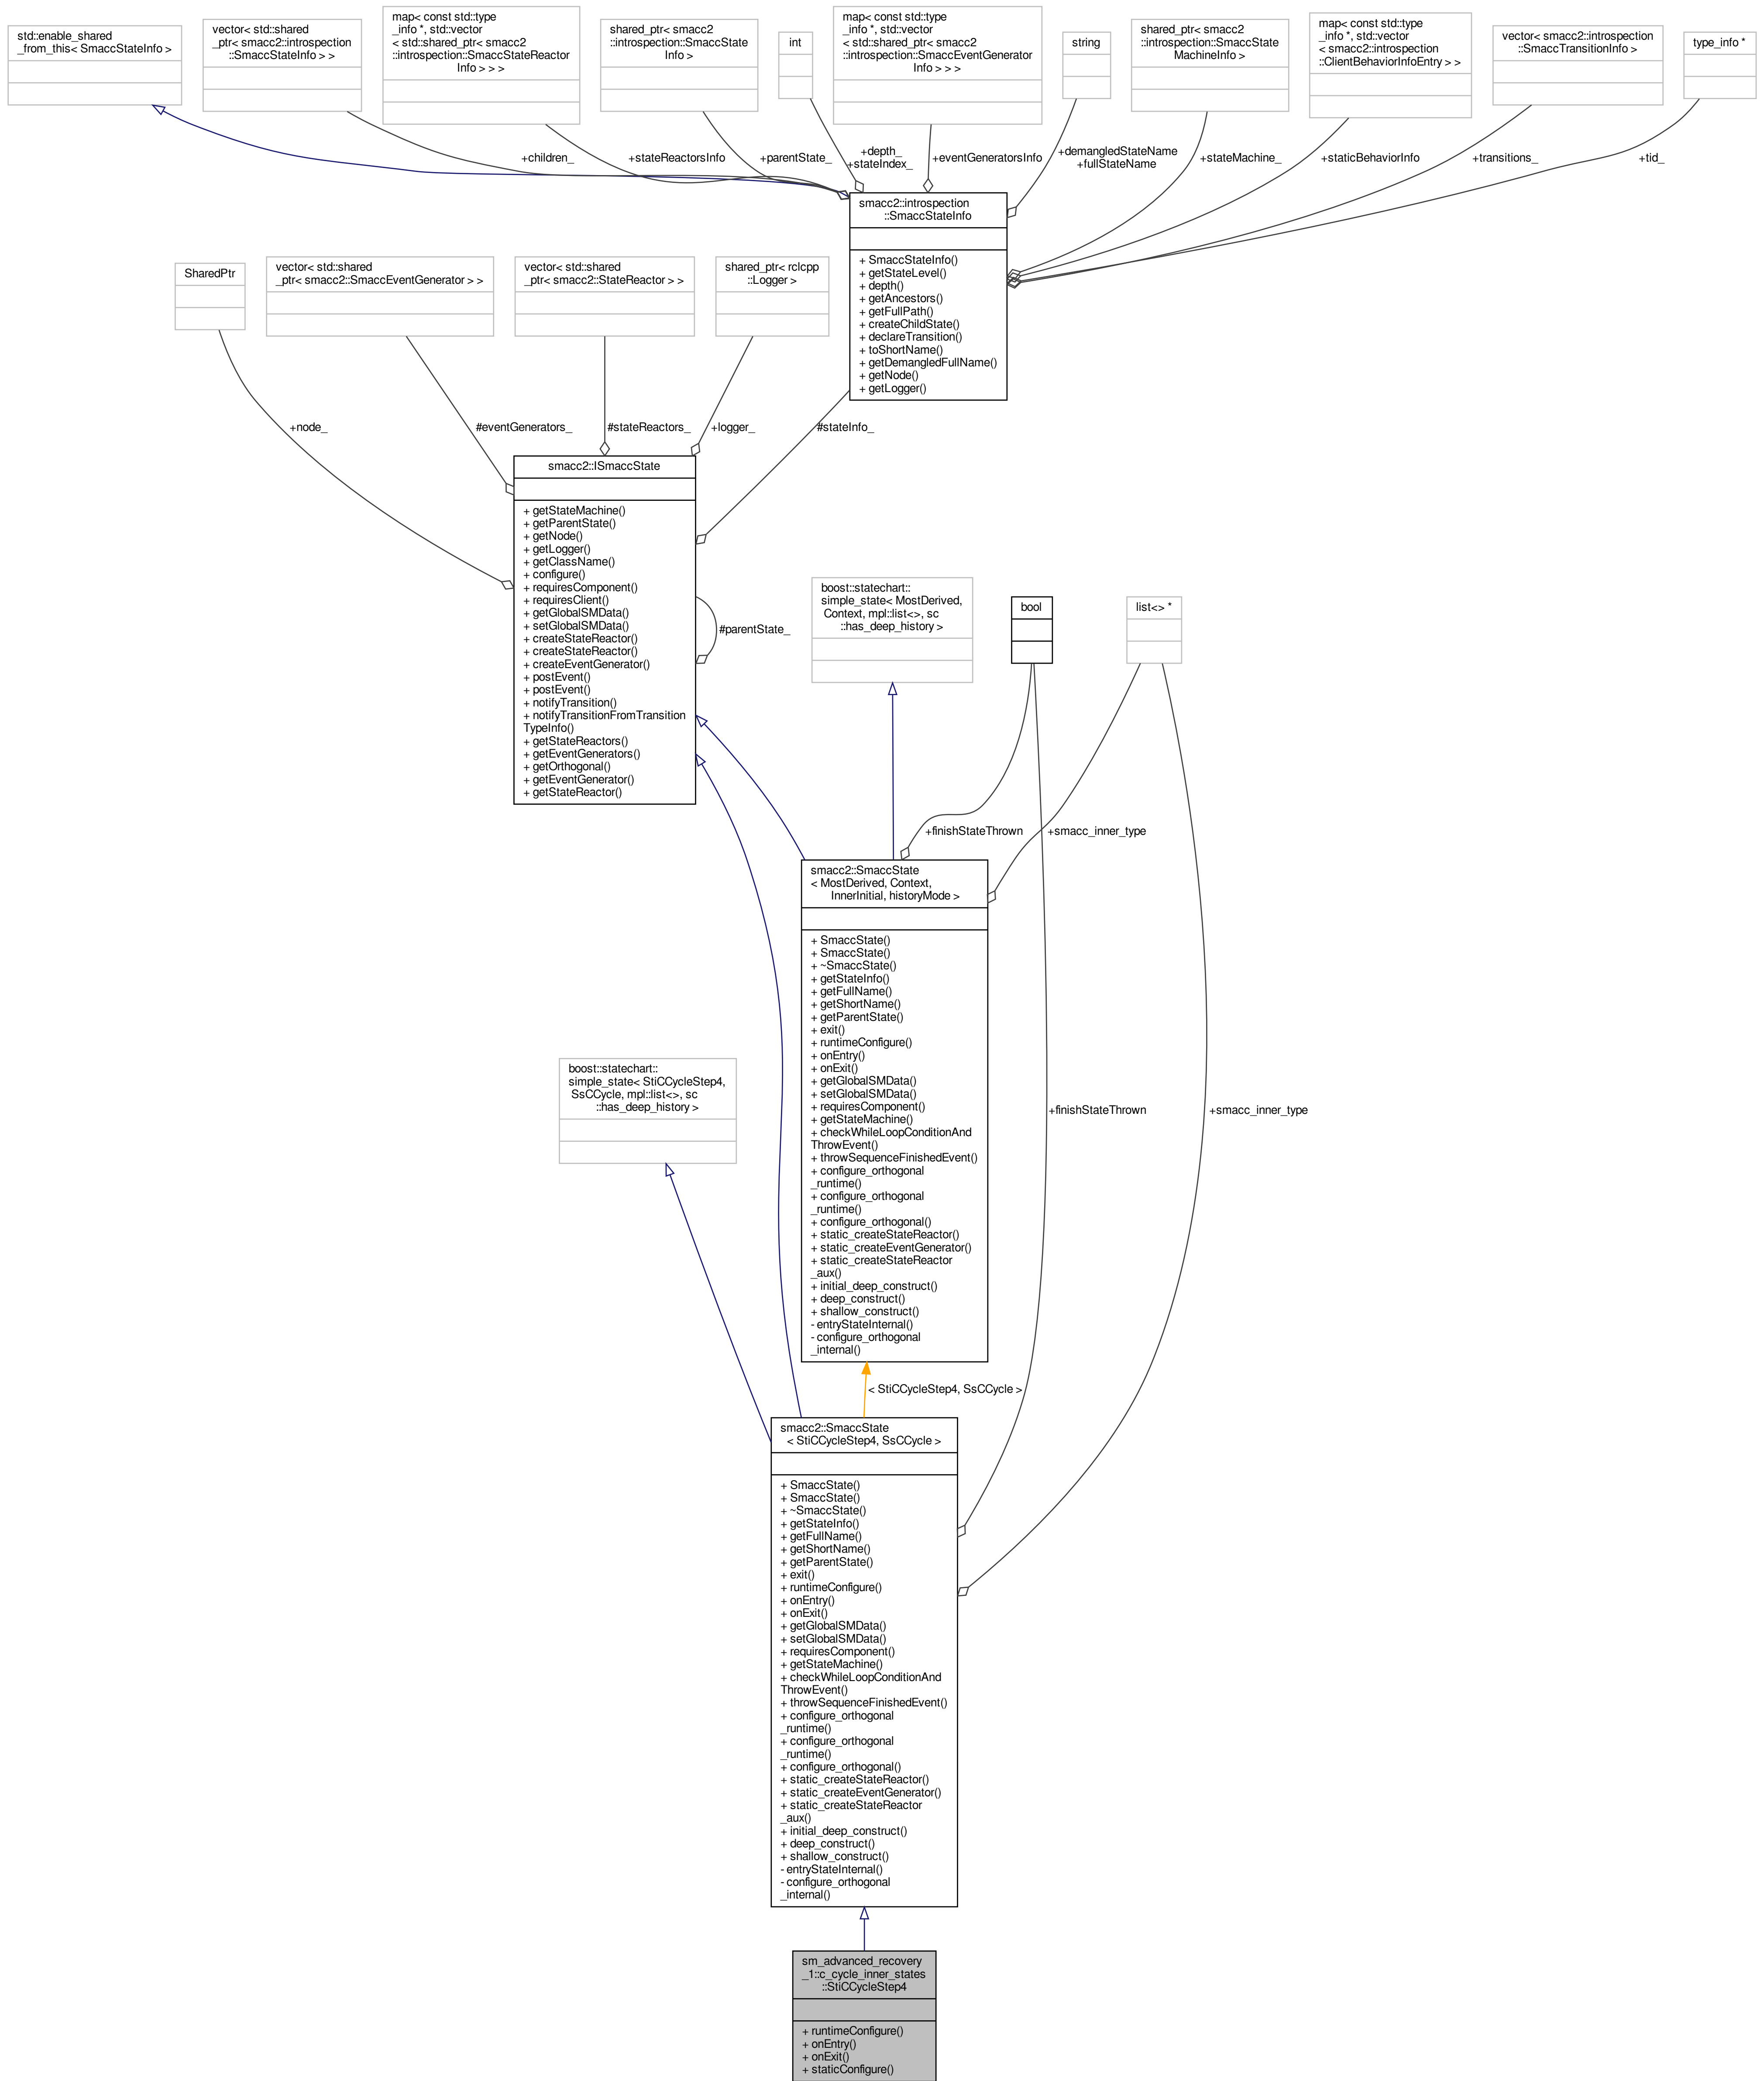 std::enable_shared
_from_this< SmaccStateInfo >
vector< std::shared
_ptr< smacc2::introspection
::SmaccStateInfo > >
map< const std::type
_info *, std::vector
< std::shared_ptr< smacc2
::introspection::SmaccStateReactor
Info > > >
shared_ptr< smacc2
::introspection::SmaccState
Info >
int
map< const std::type
_info *, std::vector
< std::shared_ptr< smacc2
::introspection::SmaccEventGenerator
Info > > >
string
shared_ptr< smacc2
::introspection::SmaccState
MachineInfo >
map< const std::type
_info *, std::vector
< smacc2::introspection
::ClientBehaviorInfoEntry > >
vector< smacc2::introspection
::SmaccTransitionInfo >
type_info *
+children_
+stateReactorsInfo
+parentState_
+depth_
+stateIndex_
+eventGeneratorsInfo
+demangledStateName
+fullStateName
+stateMachine_
+staticBehaviorInfo
+transitions_
+tid_
smacc2::introspection
::SmaccStateInfo
+ SmaccStateInfo()
+ getStateLevel()
+ depth()
+ getAncestors()
+ getFullPath()
+ createChildState()
+ declareTransition()
+ toShortName()
+ getDemangledFullName()
+ getNode()
+ getLogger()
SharedPtr
vector< std::shared
_ptr< smacc2::SmaccEventGenerator > >
vector< std::shared
_ptr< smacc2::StateReactor > >
shared_ptr< rclcpp
::Logger >
+node_
#eventGenerators_
#stateReactors_
+logger_
#stateInfo_
smacc2::ISmaccState
+ getStateMachine()
+ getParentState()
+ getNode()
+ getLogger()
+ getClassName()
+ configure()
+ requiresComponent()
+ requiresClient()
+ getGlobalSMData()
+ setGlobalSMData()
+ createStateReactor()
+ createStateReactor()
+ createEventGenerator()
+ postEvent()
+ postEvent()
+ notifyTransition()
+ notifyTransitionFromTransition
TypeInfo()
+ getStateReactors()
+ getEventGenerators()
+ getOrthogonal()
+ getEventGenerator()
+ getStateReactor()
#parentState_
boost::statechart::
simple_state< MostDerived,
Context, mpl::list<>, sc
::has_deep_history >
bool
list<> *
+finishStateThrown
+smacc_inner_type
smacc2::SmaccState
< MostDerived, Context,
InnerInitial, historyMode >
+ SmaccState()
+ SmaccState()
+ ~SmaccState()
+ getStateInfo()
+ getFullName()
+ getShortName()
+ getParentState()
+ exit()
+ runtimeConfigure()
+ onEntry()
+ onExit()
+ getGlobalSMData()
+ setGlobalSMData()
+ requiresComponent()
+ getStateMachine()
+ checkWhileLoopConditionAnd
ThrowEvent()
+ throwSequenceFinishedEvent()
+ configure_orthogonal
_runtime()
+ configure_orthogonal
_runtime()
+ configure_orthogonal()
+ static_createStateReactor()
+ static_createEventGenerator()
+ static_createStateReactor
_aux()
+ initial_deep_construct()
+ deep_construct()
+ shallow_construct()
- entryStateInternal()
- configure_orthogonal
_internal()
boost::statechart::
simple_state< StiCCycleStep4,
SsCCycle, mpl::list<>, sc
::has_deep_history >
+finishStateThrown
+smacc_inner_type
< StiCCycleStep4, SsCCycle >
smacc2::SmaccState
< StiCCycleStep4, SsCCycle >
+ SmaccState()
+ SmaccState()
+ ~SmaccState()
+ getStateInfo()
+ getFullName()
+ getShortName()
+ getParentState()
+ exit()
+ runtimeConfigure()
+ onEntry()
+ onExit()
+ getGlobalSMData()
+ setGlobalSMData()
+ requiresComponent()
+ getStateMachine()
+ checkWhileLoopConditionAnd
ThrowEvent()
+ throwSequenceFinishedEvent()
+ configure_orthogonal
_runtime()
+ configure_orthogonal
_runtime()
+ configure_orthogonal()
+ static_createStateReactor()
+ static_createEventGenerator()
+ static_createStateReactor
_aux()
+ initial_deep_construct()
+ deep_construct()
+ shallow_construct()
- entryStateInternal()
- configure_orthogonal
_internal()
sm_advanced_recovery
_1::c_cycle_inner_states
::StiCCycleStep4
+ runtimeConfigure()
+ onEntry()
+ onExit()
+ staticConfigure()